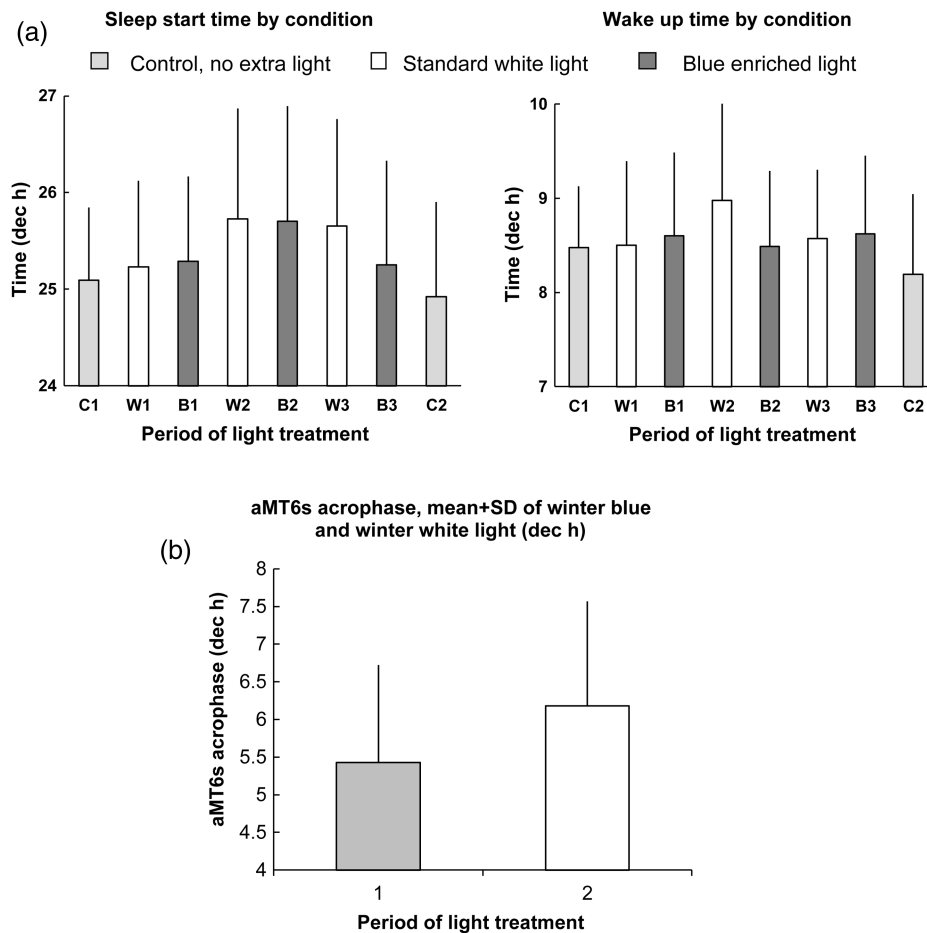 (a)
Sleep start time by condition
Wake up time by condition
Control, no extra light
Standard white light
Blue enriched light
Time (dec h)
27
26
25
24
C1 W1 B1 W2 B2 W3 B3 C2
Period of light treatment
Time (dec h)
10
9
8
7
C1 W1 B1 W2 B2 W3 B3 C2
Period of light treatment
(b)
aMT6s acrophase, mean+SD of winter blue
and winter white light (dec h)
aMT6s acrophase (dec h)
8
7.5
7
6.5
6
5.5
5
4.5
4
1 2
Period of light treatment